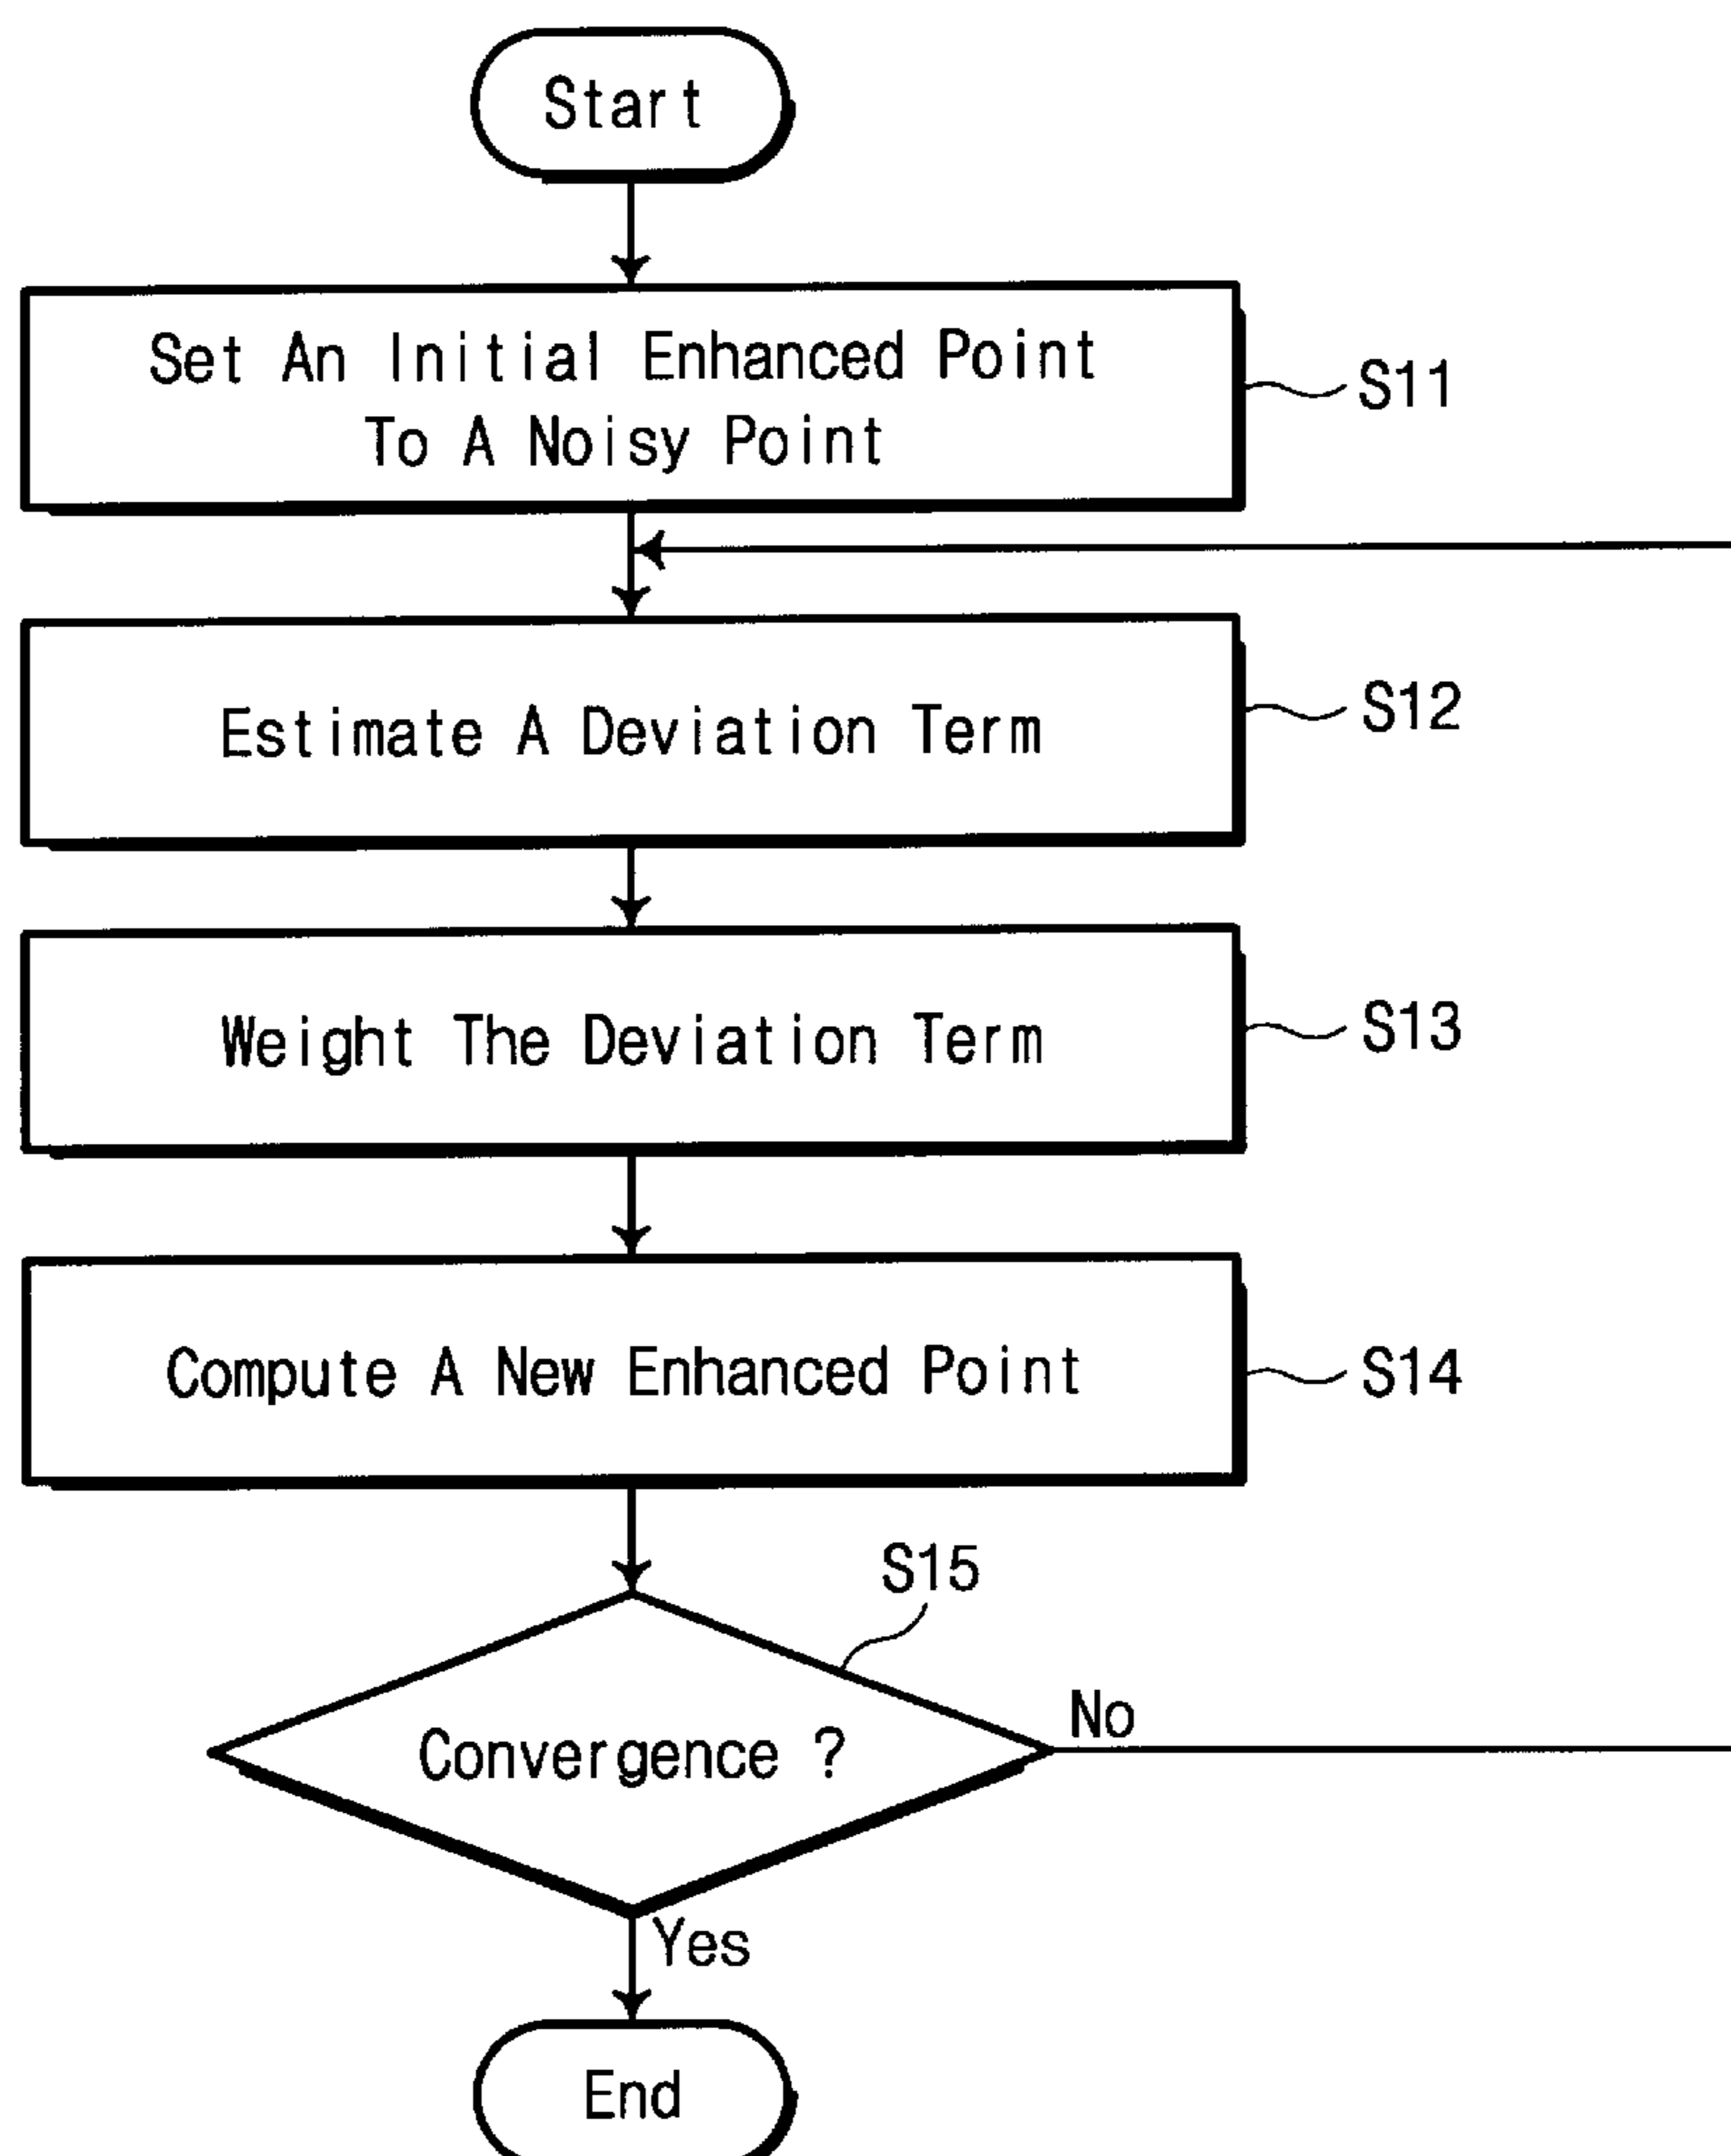 Start
Set An Initial Enhanced Point
To A Noisy Point
S11
Estimate A Deviation Term
S12
Weight The Deviation Term
S13
Compute A New Enhanced Point
S14
S15
Convergence ?
No
Yes
End